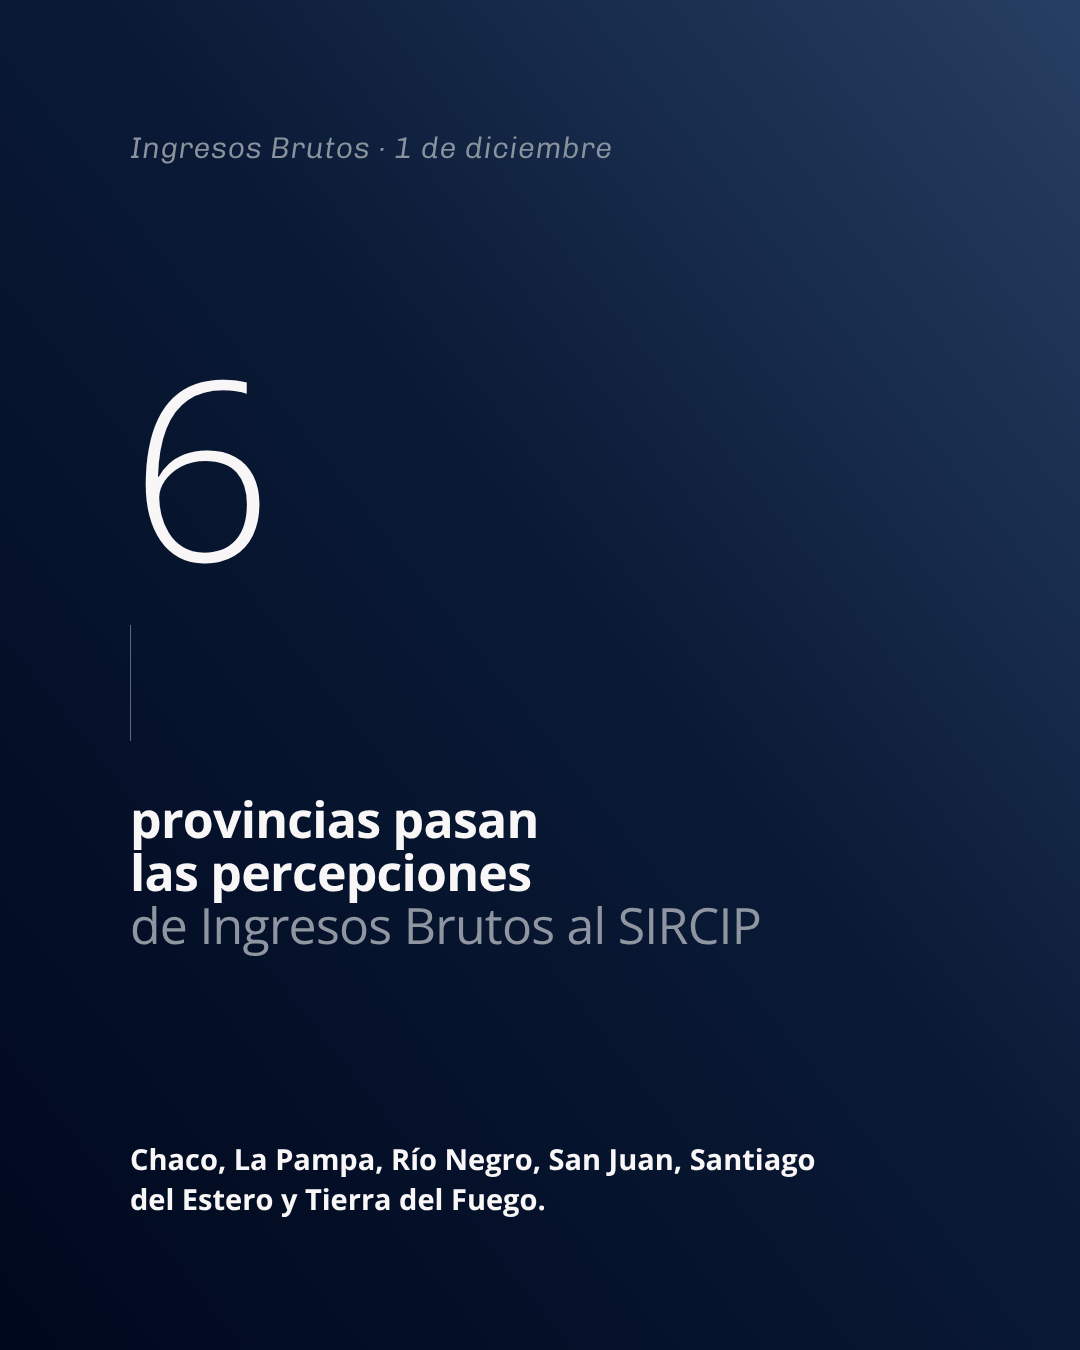 Ingresos Brutos · 1 de diciembre
6
provincias pasan
las percepciones
de Ingresos Brutos al SIRCIP
Chaco, La Pampa, Río Negro, San Juan, Santiago
del Estero y Tierra del Fuego.